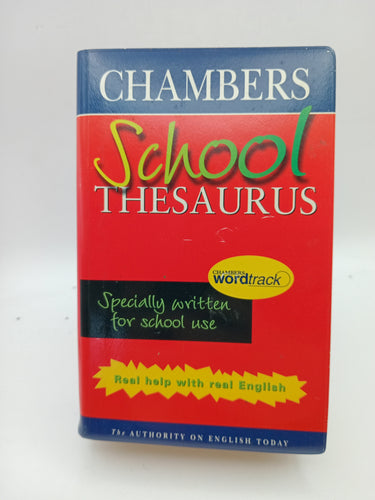 CHAMBERS
School
THESAURUS
CHAMBERS
wordtrack
Specially written
for school use
Real help with real English
The AUTHORITY ON ENGLISH TODAY